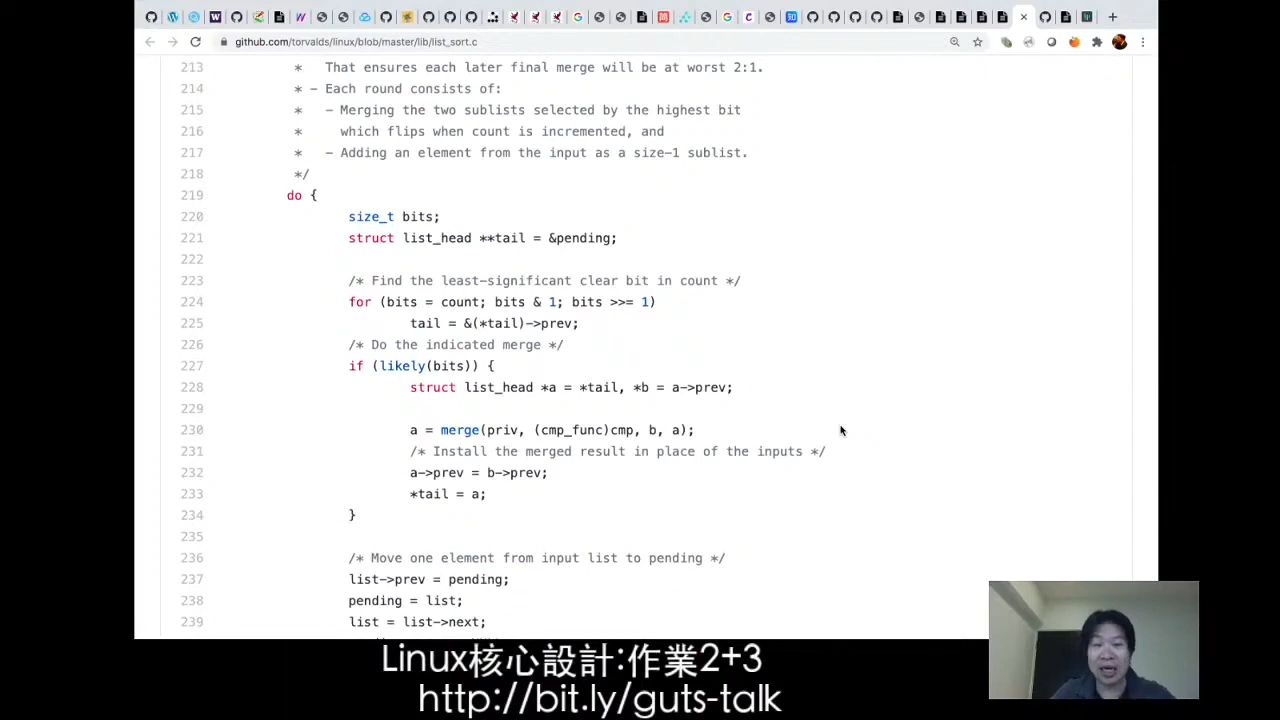 github.com/torvalds/linux/blob/master/lib/list_sort.c
213 * That ensures each later final merge will be at worst 2:1.
214 * - Each round consists of:
215 * - Merging the two sublists selected by the highest bit
216 * which flips when count is incremented, and
217 * - Adding an element from the input as a size-1 sublist.
218 */
219 do {
220 size_t bits;
221 struct list_head **tail = &pending;
222
223 /* Find the least-significant clear bit in count */
224 for (bits = count; bits & 1; bits >>= 1)
225 tail = &(*tail)->prev;
226 /* Do the indicated merge */
227 if (likely(bits)) {
228 struct list_head *a = *tail, *b = a->prev;
229
230 a = merge(priv, (cmp_func)cmp, b, a);
231 /* Install the merged result in place of the inputs */
232 a->prev = b->prev;
233 *tail = a;
234 }
235
236 /* Move one element from input list to pending */
237 list->prev = pending;
238 pending = list;
239 list = list->next;
Linux核心設計:作業2+3
http://bit.ly/guts-talk